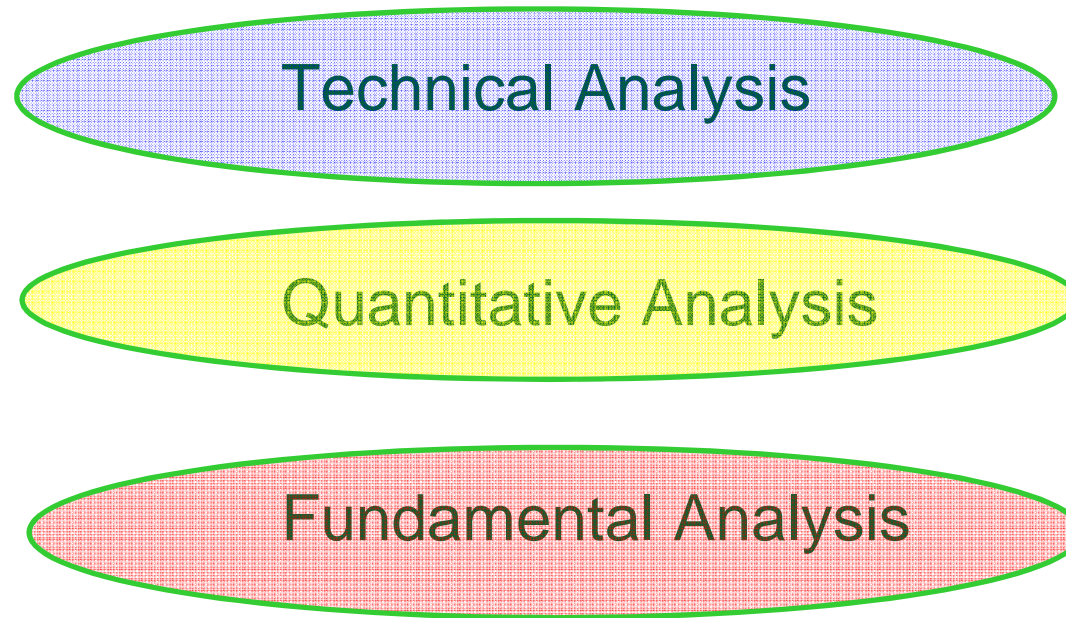 Technical Analysis
Quantitative Analysis
Fundamental Analysis